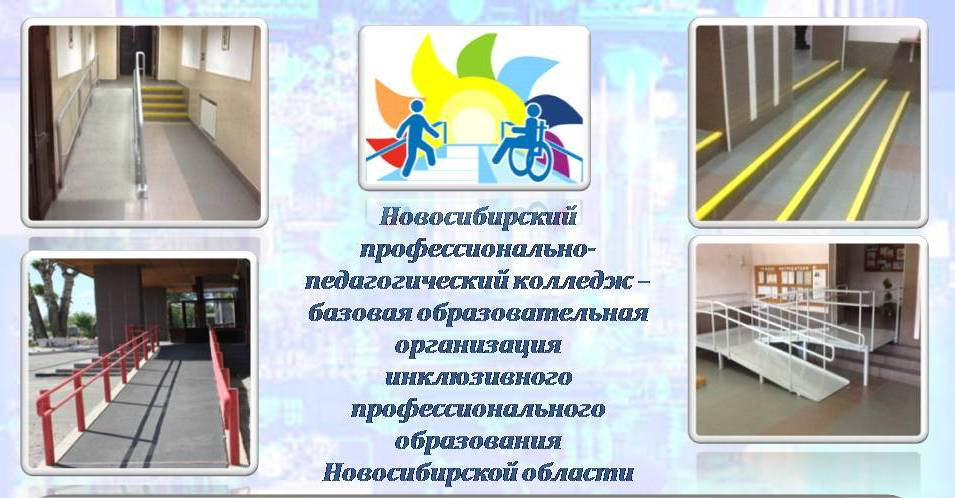 Новосибирский
профессионально-
педагогический колледж –
базовая образовательная
организация
инклюзивного
профессионального
образования
Новосибирской области